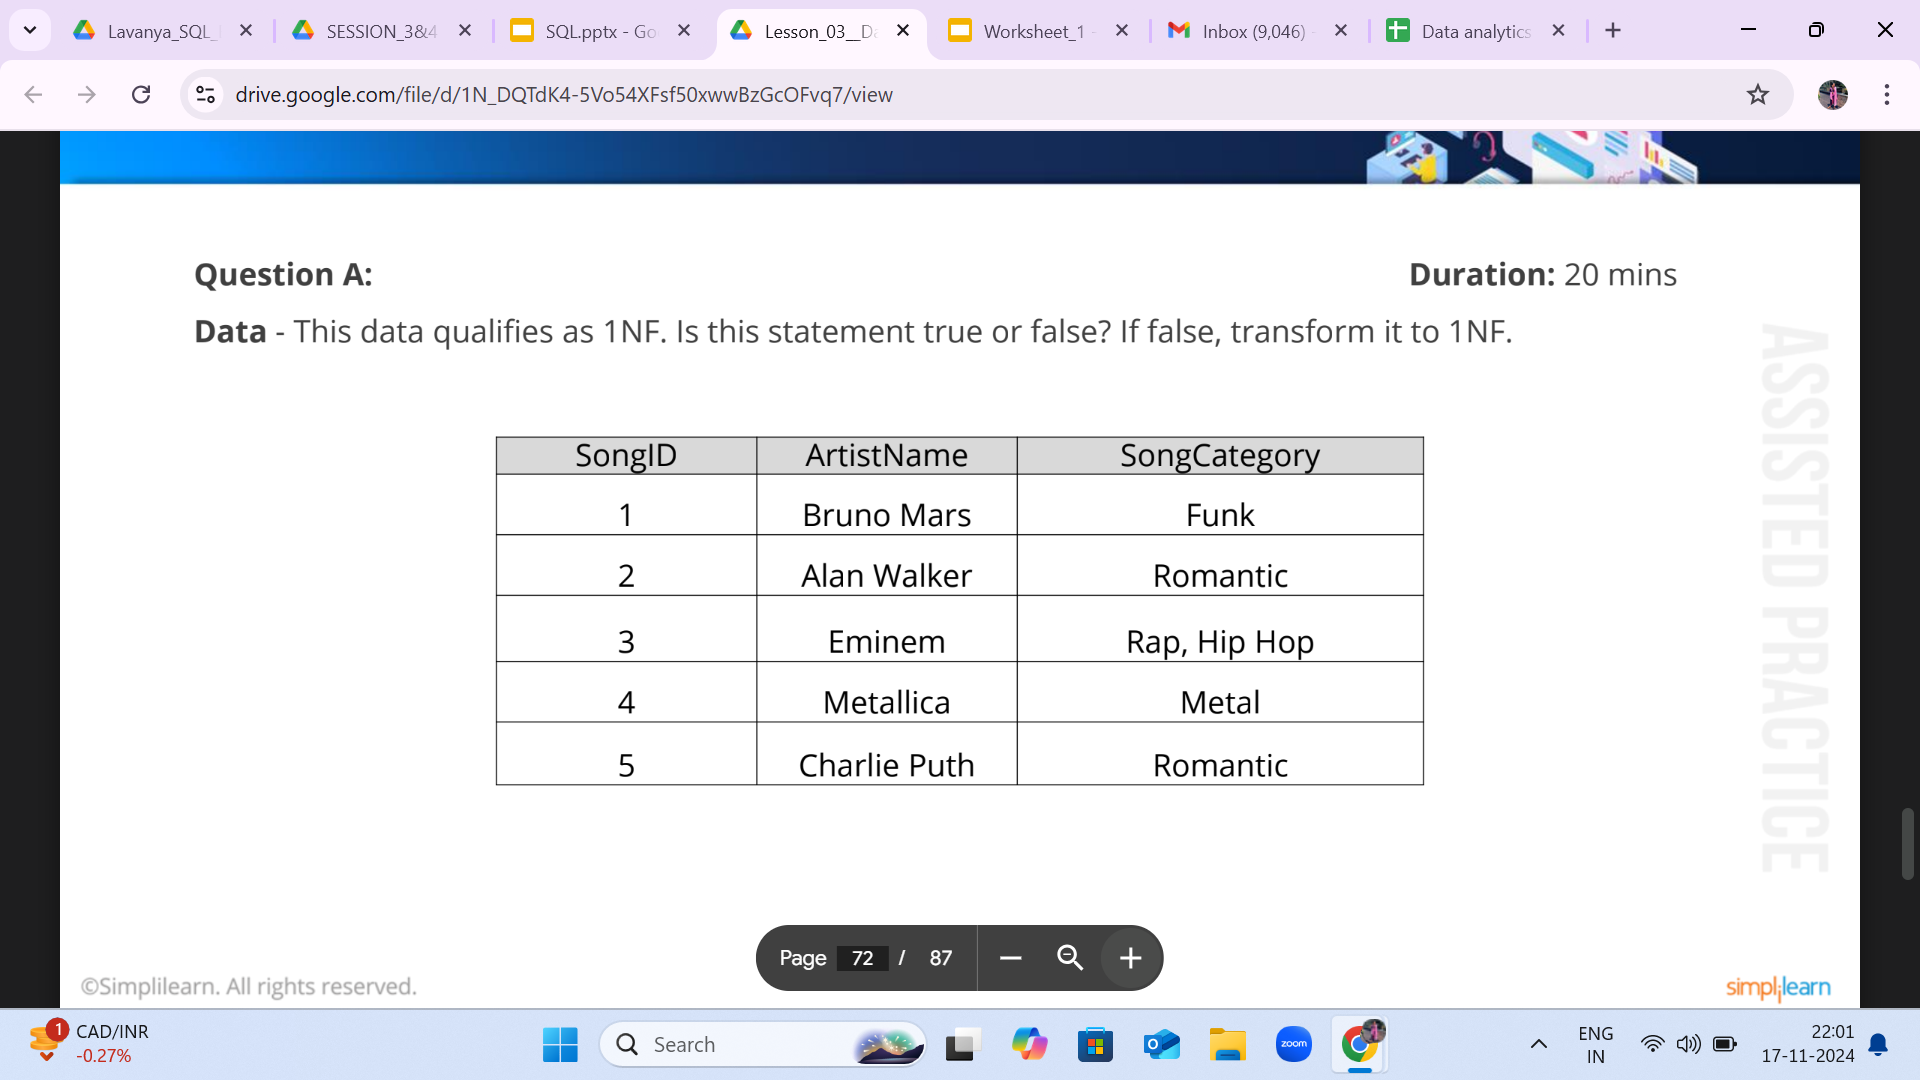 Lavanya_SQL_
SESSION_3&4
SQL.pptx - Go
Lesson_03__Da
Worksheet_1 -
Inbox (9,046) -
Data analytics
drive.google.com/file/d/1N_DQTdK4-5Vo54XFsf50xwwBzGcOFvq7/view
Question A:
Duration: 20 mins
Data - This data qualifies as 1NF. Is this statement true or false? If false, transform it to 1NF.
SongID ArtistName SongCategory
1 Bruno Mars Funk
2 Alan Walker Romantic
3 Eminem Rap, Hip Hop
4 Metallica Metal
5 Charlie Puth Romantic
ASSISTED PRACTICE
Page 72 / 87
©Simplilearn. All rights reserved.
simplilearn
1
CAD/INR
-0.27%
Search
zoom
ENG
IN
22:01
17-11-2024